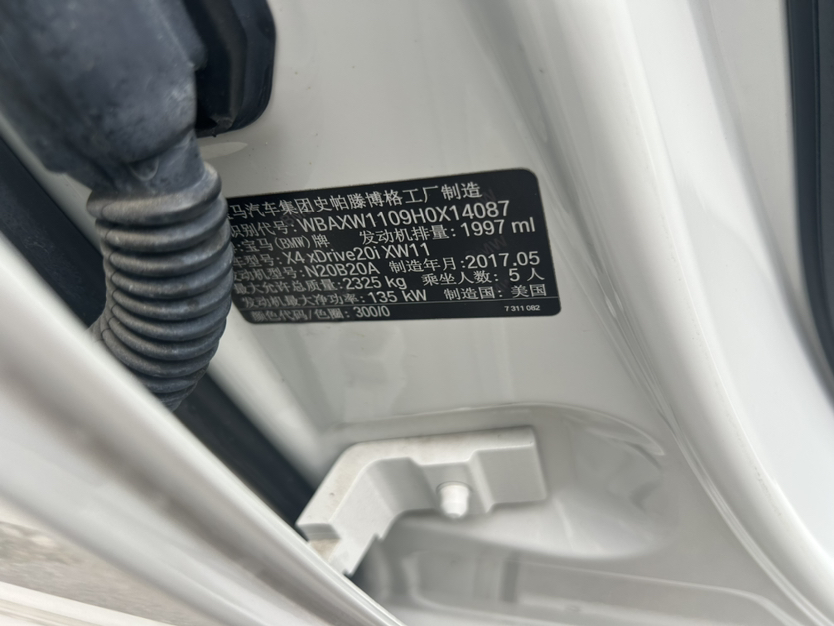 马汽车集团史帕滕博格工厂制造
识别代号: WBAXW1109H0X14087
: 宝马(BMW)牌 发动机排量: 1997 ml
型号: X4 xDrive20i XW11
发动机型号: N20B20A 制造年月: 2017.05
最大允许总质量: 2325 kg 乘坐人数: 5 人
发动机最大净功率: 135 kW 制造国: 美国
颜色代码/色圈: 300/0 7 311 082